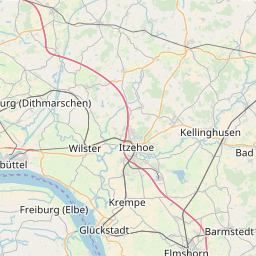 urg (Dithmarschen)
Kellinghusen
Wilster
Itzehoe
Bad
büttel
Krempe
Freiburg (Elbe)
Glückstadt
Barmstedt
Elmshorn